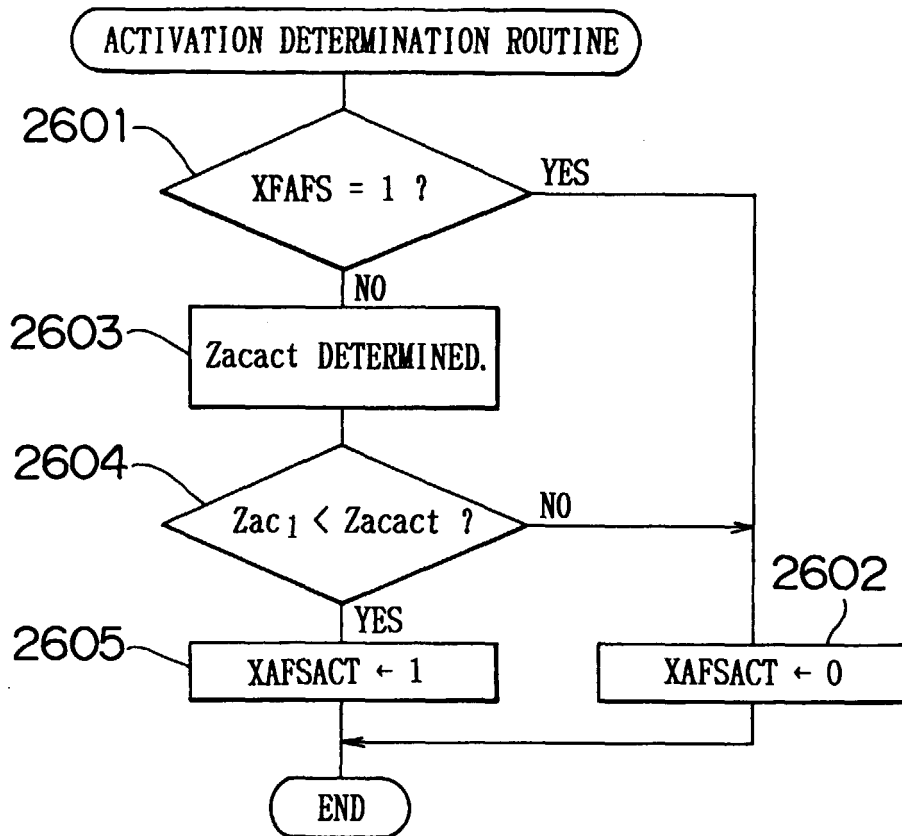 ACTIVATION DETERMINATION ROUTINE
2601
XFAFS = 1 ?
YES
NO
2603
Zacact DETERMINED.
2604
Zac1 < Zacact ?
NO
YES
2602
2605
XAFSACT ← 1
XAFSACT ← 0
END